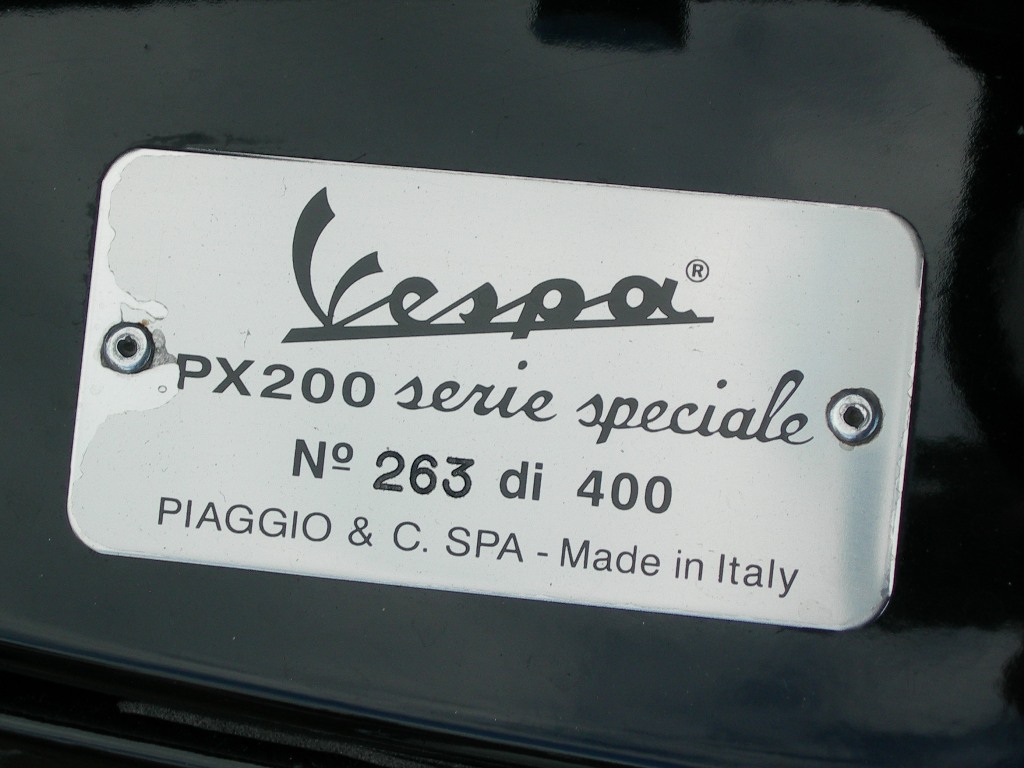 Vespa®
PX200 serie speciale
Nº 263 di 400
PIAGGIO & C. SPA - Made in Italy